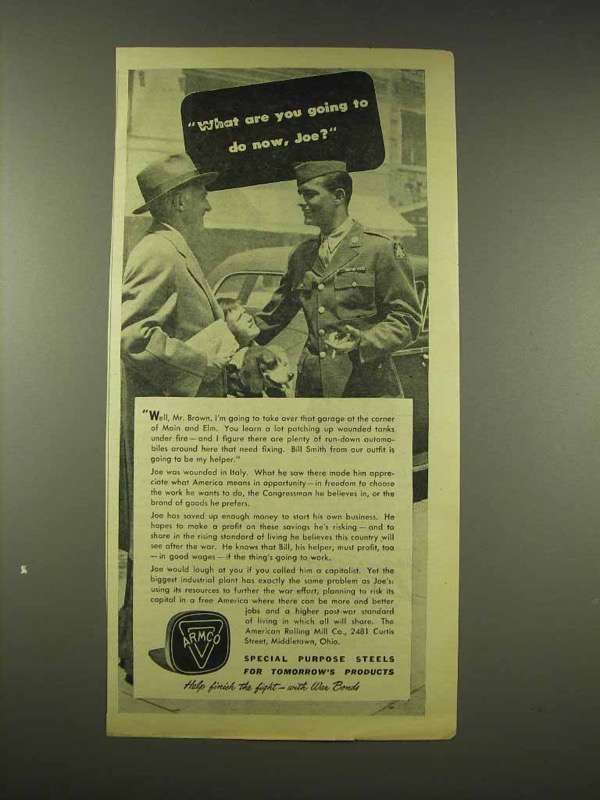 "What are you going to
do now, Joe?"
"Well, Mr. Brown, I'm going to take over that garage at the corner
of Main and Elm. You learn a lot patching up wounded tanks
under fire—and I figure there are plenty of run-down automo-
biles around here that need fixing. Bill Smith from our outfit is
going to be my helper."
Joe was wounded in Italy. What he saw there made him appre-
ciate what America means in opportunity—in freedom to choose
the work he wants to do, the Congressman he believes in, or the
brand of goods he prefers.
Joe has saved up enough money to start his own business. He
hopes to make a profit on these savings he's risking—and to
share in the rising standard of living he believes this country will
see after the war. He knows that Bill, his helper, must profit, too
—in good wages—if the thing's going to work.
Joe would laugh at you if you called him a capitalist. Yet the
biggest industrial plant has exactly the same problem as Joe's:
using its resources to further the war effort, planning to risk its
capital in a free America where there can be more and better
jobs and a higher post-war standard
of living in which all will share. The
American Rolling Mill Co., 2481 Curtis
Street, Middletown, Ohio.
ARMCO
SPECIAL PURPOSE STEELS
FOR TOMORROW'S PRODUCTS
Help finish the fight—with War Bonds